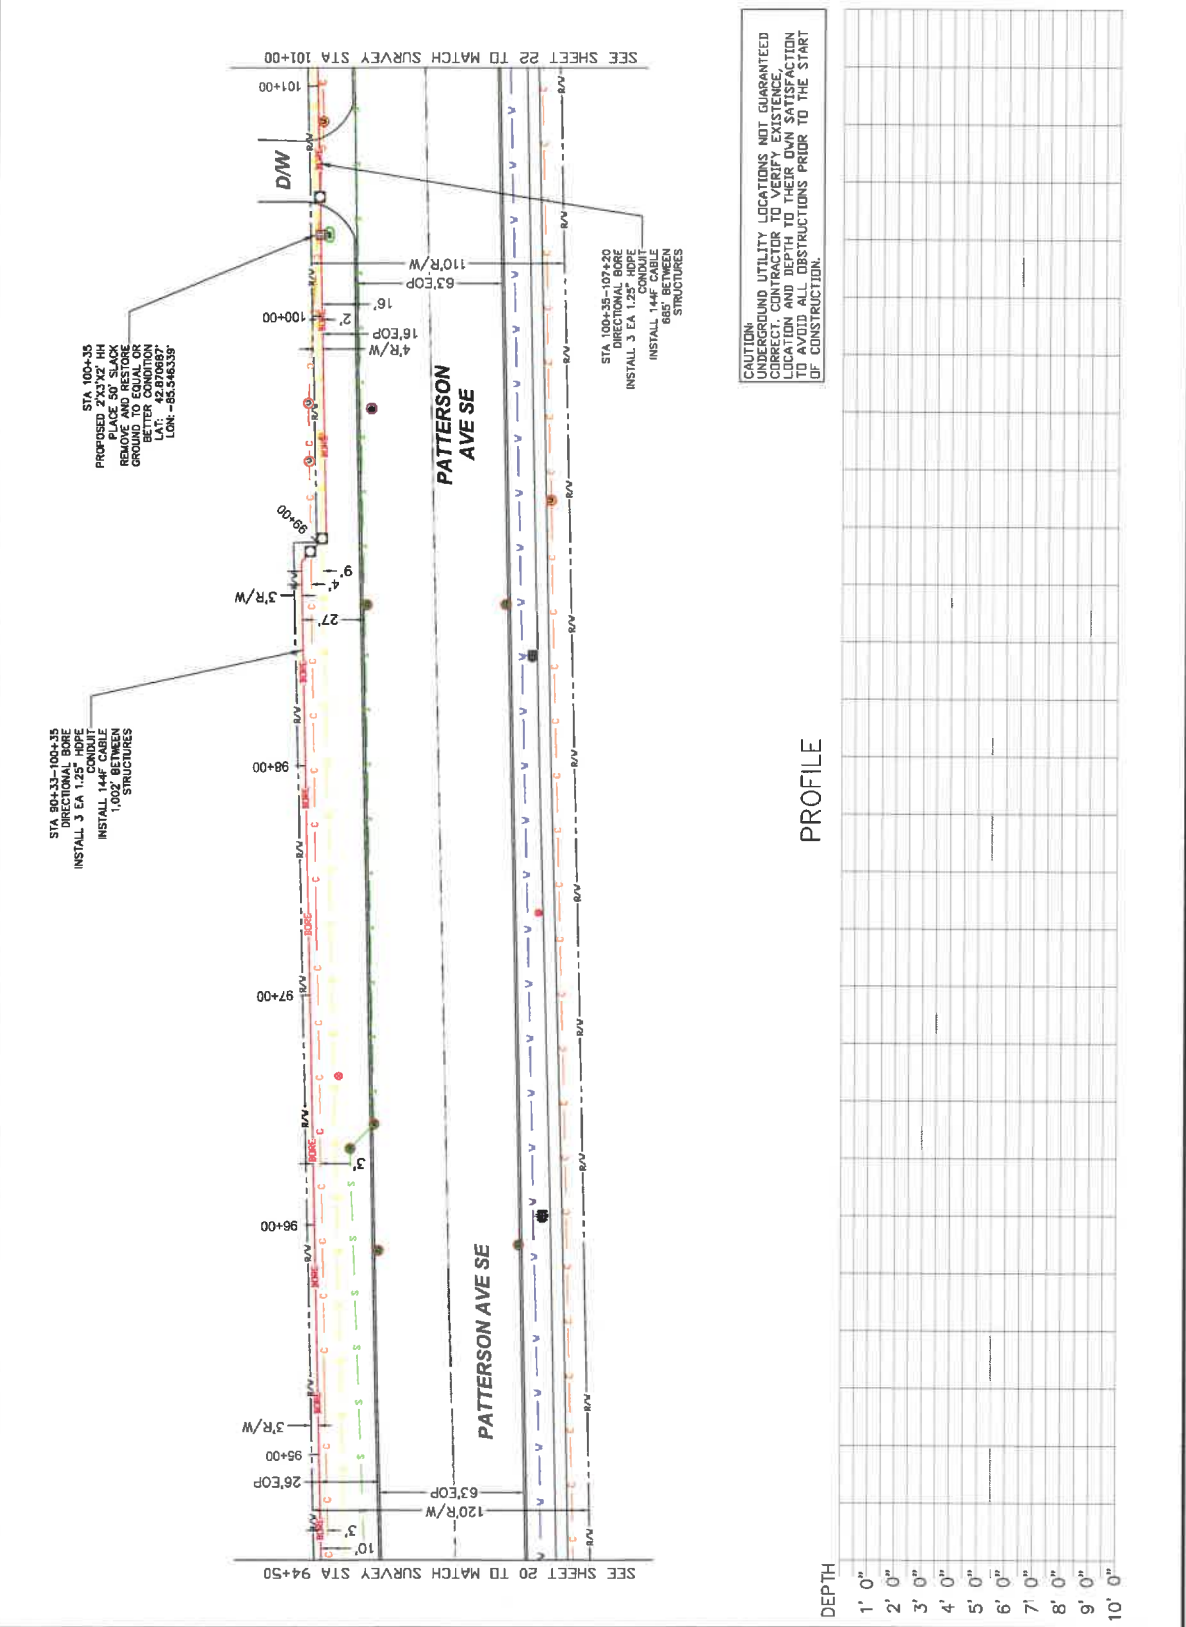 SEE SHEET 22 TO MATCH SURVEY STA 101+00
101+00
D/W
STA 100+35
PROPOSED 2'X3'X2' HH
PLACE 50' SLACK
REMOVE AND RESTORE
GROUND TO EQUAL OR
BETTER CONDITION
LAT: 42.870687°
LON: -85.546339°
110'R/W
63'EOP
16'
2'
100+00
16'EOP
4'R/W
STA 100+35-107+20
DIRECTIONAL BORE
INSTALL 3 EA 1.25" HDPE
CONDUIT
INSTALL 144F CABLE
685' BETWEEN
STRUCTURES
PATTERSON
AVE SE
99+00
9'
4'
3'R/W
27'
STA 90+33-100+35
DIRECTIONAL BORE
INSTALL 3 EA 1.25" HDPE
CONDUIT
INSTALL 144F CABLE
1,002' BETWEEN
STRUCTURES
98+00
BORE
R/W
97+00
3'
96+00
PATTERSON AVE SE
3'R/W
95+00
26'EOP
63'EOP
120'R/W
3'
10'
SEE SHEET 20 TO MATCH SURVEY STA 94+50
CAUTION:
UNDERGROUND UTILITY LOCATIONS NOT GUARANTEED
CORRECT. CONTRACTOR TO VERIFY EXISTENCE,
LOCATION AND DEPTH TO THEIR OWN SATISFACTION
TO AVOID ALL OBSTRUCTIONS PRIOR TO THE START
OF CONSTRUCTION.
PROFILE
DEPTH
1' 0"
2' 0"
3' 0"
4' 0"
5' 0"
6' 0"
7' 0"
8' 0"
9' 0"
10' 0"